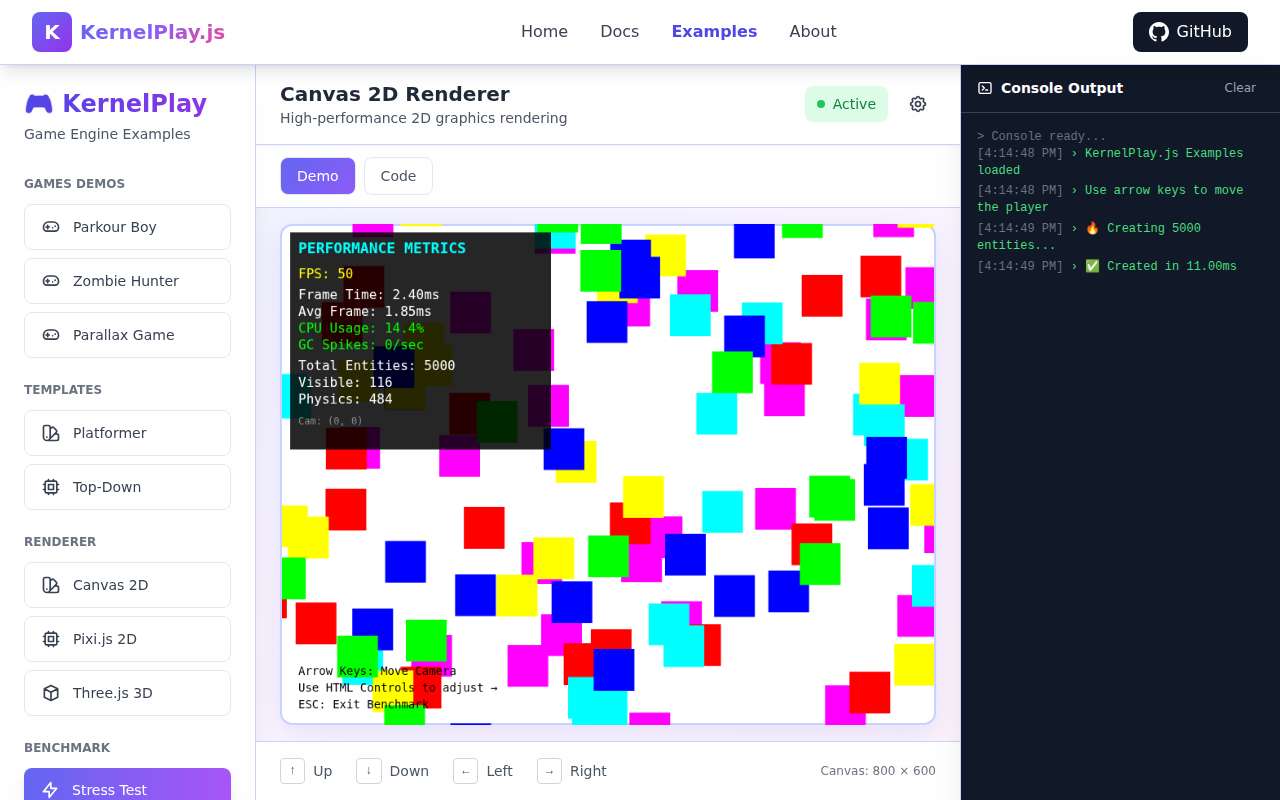 K KernelPlay.js
Home Docs Examples About
GitHub
KernelPlay
Game Engine Examples
GAMES DEMOS
Parkour Boy
Zombie Hunter
Parallax Game
TEMPLATES
Platformer
Top-Down
RENDERER
Canvas 2D
Pixi.js 2D
Three.js 3D
BENCHMARK
Stress Test
Canvas 2D Renderer
High-performance 2D graphics rendering
Active
Demo Code
PERFORMANCE METRICS
FPS: 50
Frame Time: 2.40ms
Avg Frame: 1.85ms
CPU Usage: 14.4%
GC Spikes: 0/sec
Total Entities: 5000
Visible: 116
Physics: 484
Cam: (0, 0)
Arrow Keys: Move Camera
Use HTML Controls to adjust →
ESC: Exit Benchmark
↑ Up ↓ Down ← Left → Right
Canvas: 800 × 600
Console Output
Clear
> Console ready...
[4:14:48 PM] › KernelPlay.js Examples
loaded
[4:14:48 PM] › Use arrow keys to move
the player
[4:14:49 PM] › 🔥 Creating 5000
entities...
[4:14:49 PM] › ✅ Created in 11.00ms